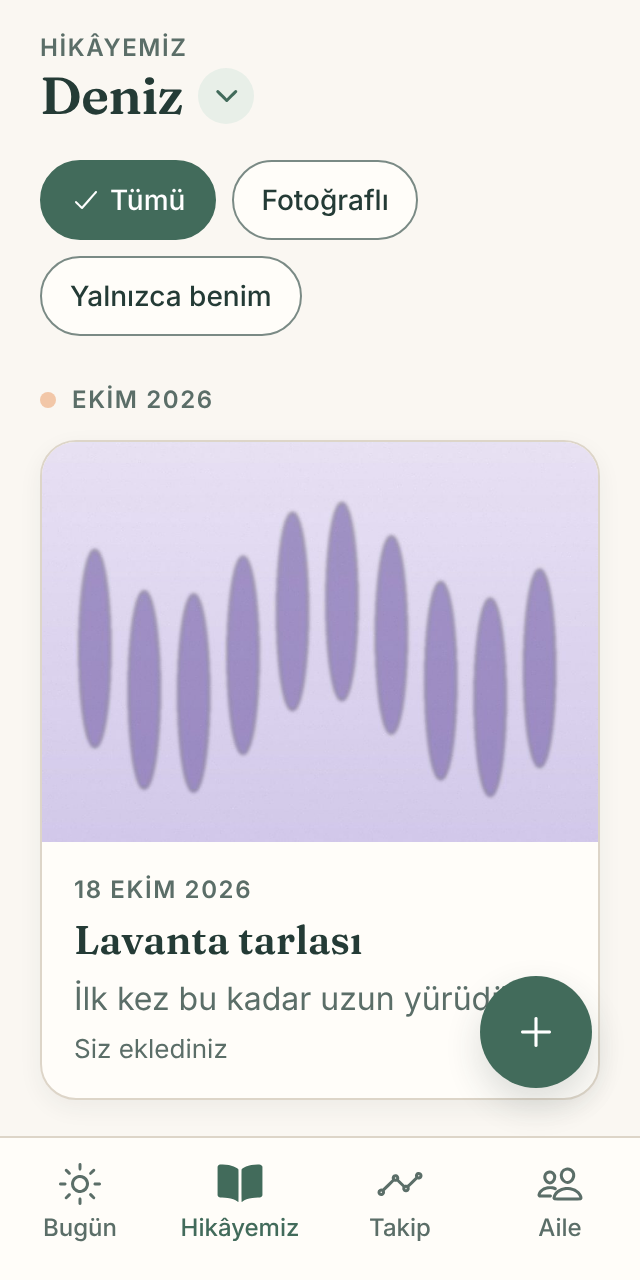 HİKÂYEMİZ
Deniz
Tümü
Fotoğraflı
Yalnızca benim
EKİM 2026
18 EKİM 2026
Lavanta tarlası
İlk kez bu kadar uzun
Siz eklediniz
Bugün
Hikâyemiz
Takip
Aile